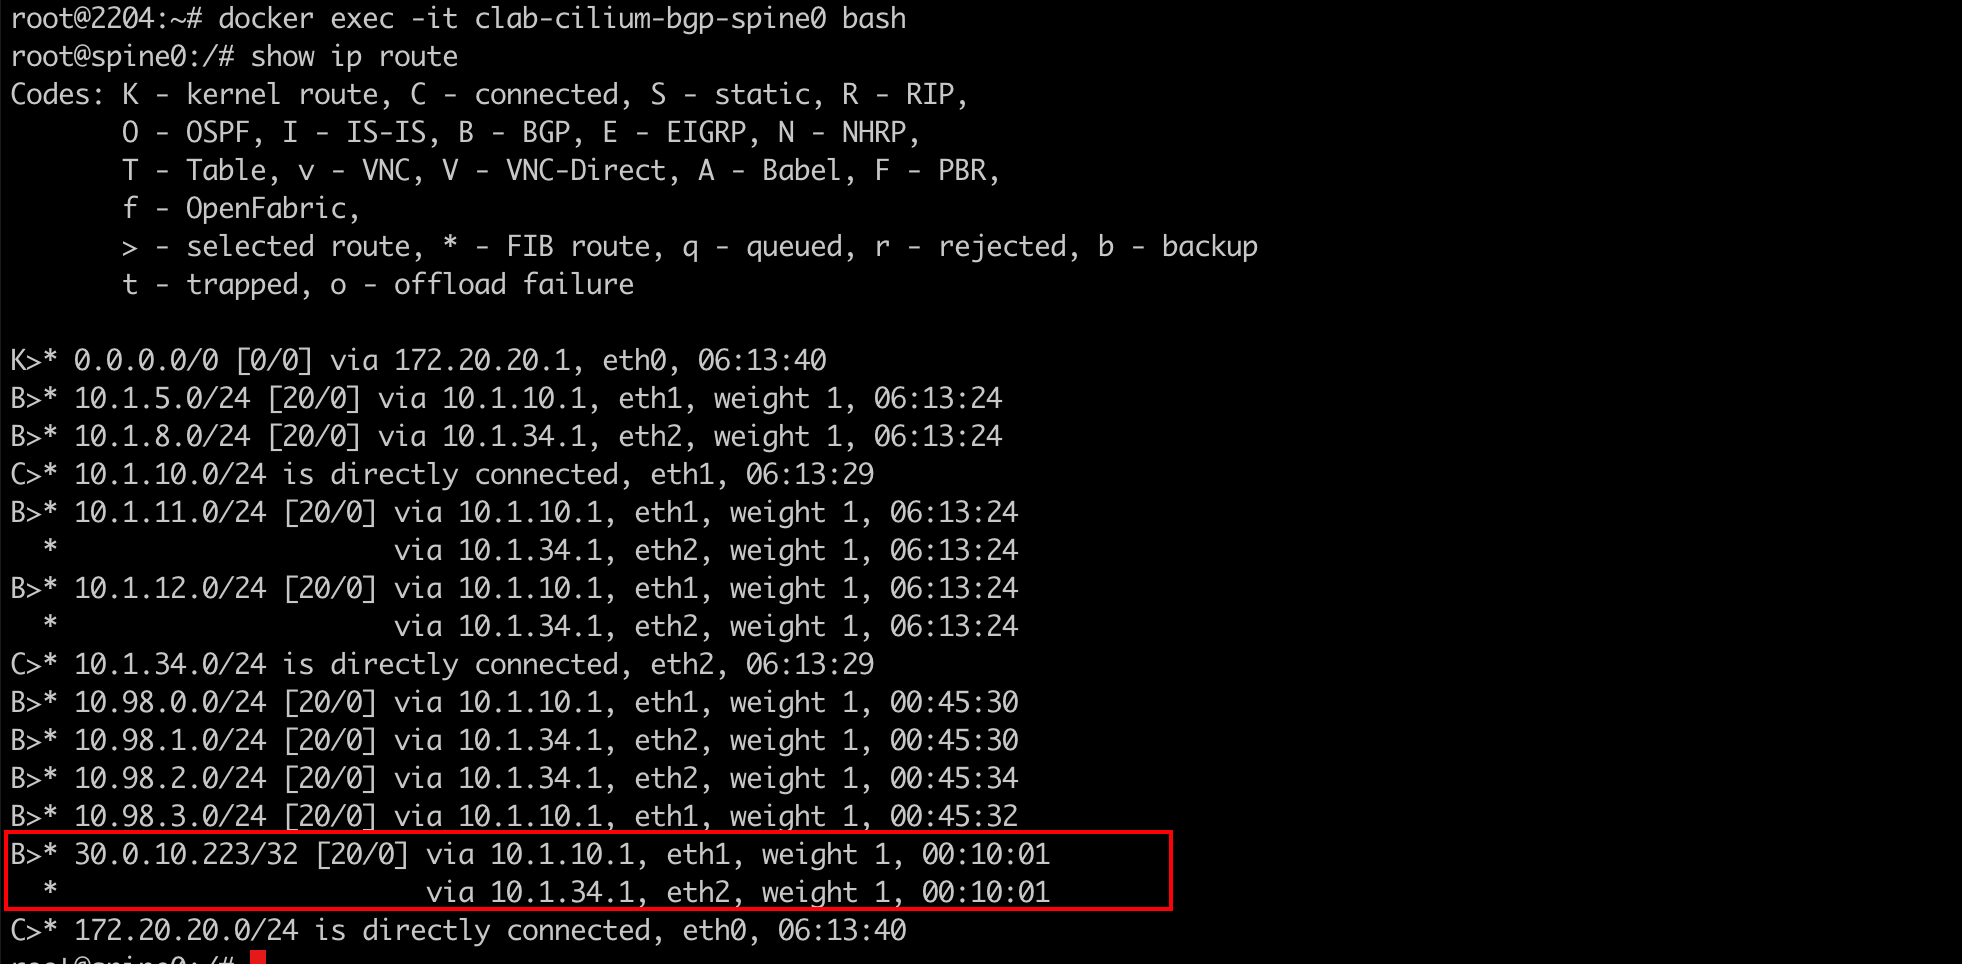 root@2204:~# docker exec -it clab-cilium-bgp-spine0 bash
root@spine0:/# show ip route
Codes: K - kernel route, C - connected, S - static, R - RIP,
       O - OSPF, I - IS-IS, B - BGP, E - EIGRP, N - NHRP,
       T - Table, v - VNC, V - VNC-Direct, A - Babel, F - PBR,
       f - OpenFabric,
       > - selected route, * - FIB route, q - queued, r - rejected, b - backup
       t - trapped, o - offload failure

K>* 0.0.0.0/0 [0/0] via 172.20.20.1, eth0, 06:13:40
B>* 10.1.5.0/24 [20/0] via 10.1.10.1, eth1, weight 1, 06:13:24
B>* 10.1.8.0/24 [20/0] via 10.1.34.1, eth2, weight 1, 06:13:24
C>* 10.1.10.0/24 is directly connected, eth1, 06:13:29
B>* 10.1.11.0/24 [20/0] via 10.1.10.1, eth1, weight 1, 06:13:24
  *                     via 10.1.34.1, eth2, weight 1, 06:13:24
B>* 10.1.12.0/24 [20/0] via 10.1.10.1, eth1, weight 1, 06:13:24
  *                     via 10.1.34.1, eth2, weight 1, 06:13:24
C>* 10.1.34.0/24 is directly connected, eth2, 06:13:29
B>* 10.98.0.0/24 [20/0] via 10.1.10.1, eth1, weight 1, 00:45:30
B>* 10.98.1.0/24 [20/0] via 10.1.34.1, eth2, weight 1, 00:45:30
B>* 10.98.2.0/24 [20/0] via 10.1.34.1, eth2, weight 1, 00:45:34
B>* 10.98.3.0/24 [20/0] via 10.1.10.1, eth1, weight 1, 00:45:32
B>* 30.0.10.223/32 [20/0] via 10.1.10.1, eth1, weight 1, 00:10:01
  *                       via 10.1.34.1, eth2, weight 1, 00:10:01
C>* 172.20.20.0/24 is directly connected, eth0, 06:13:40
root@spine0:/#